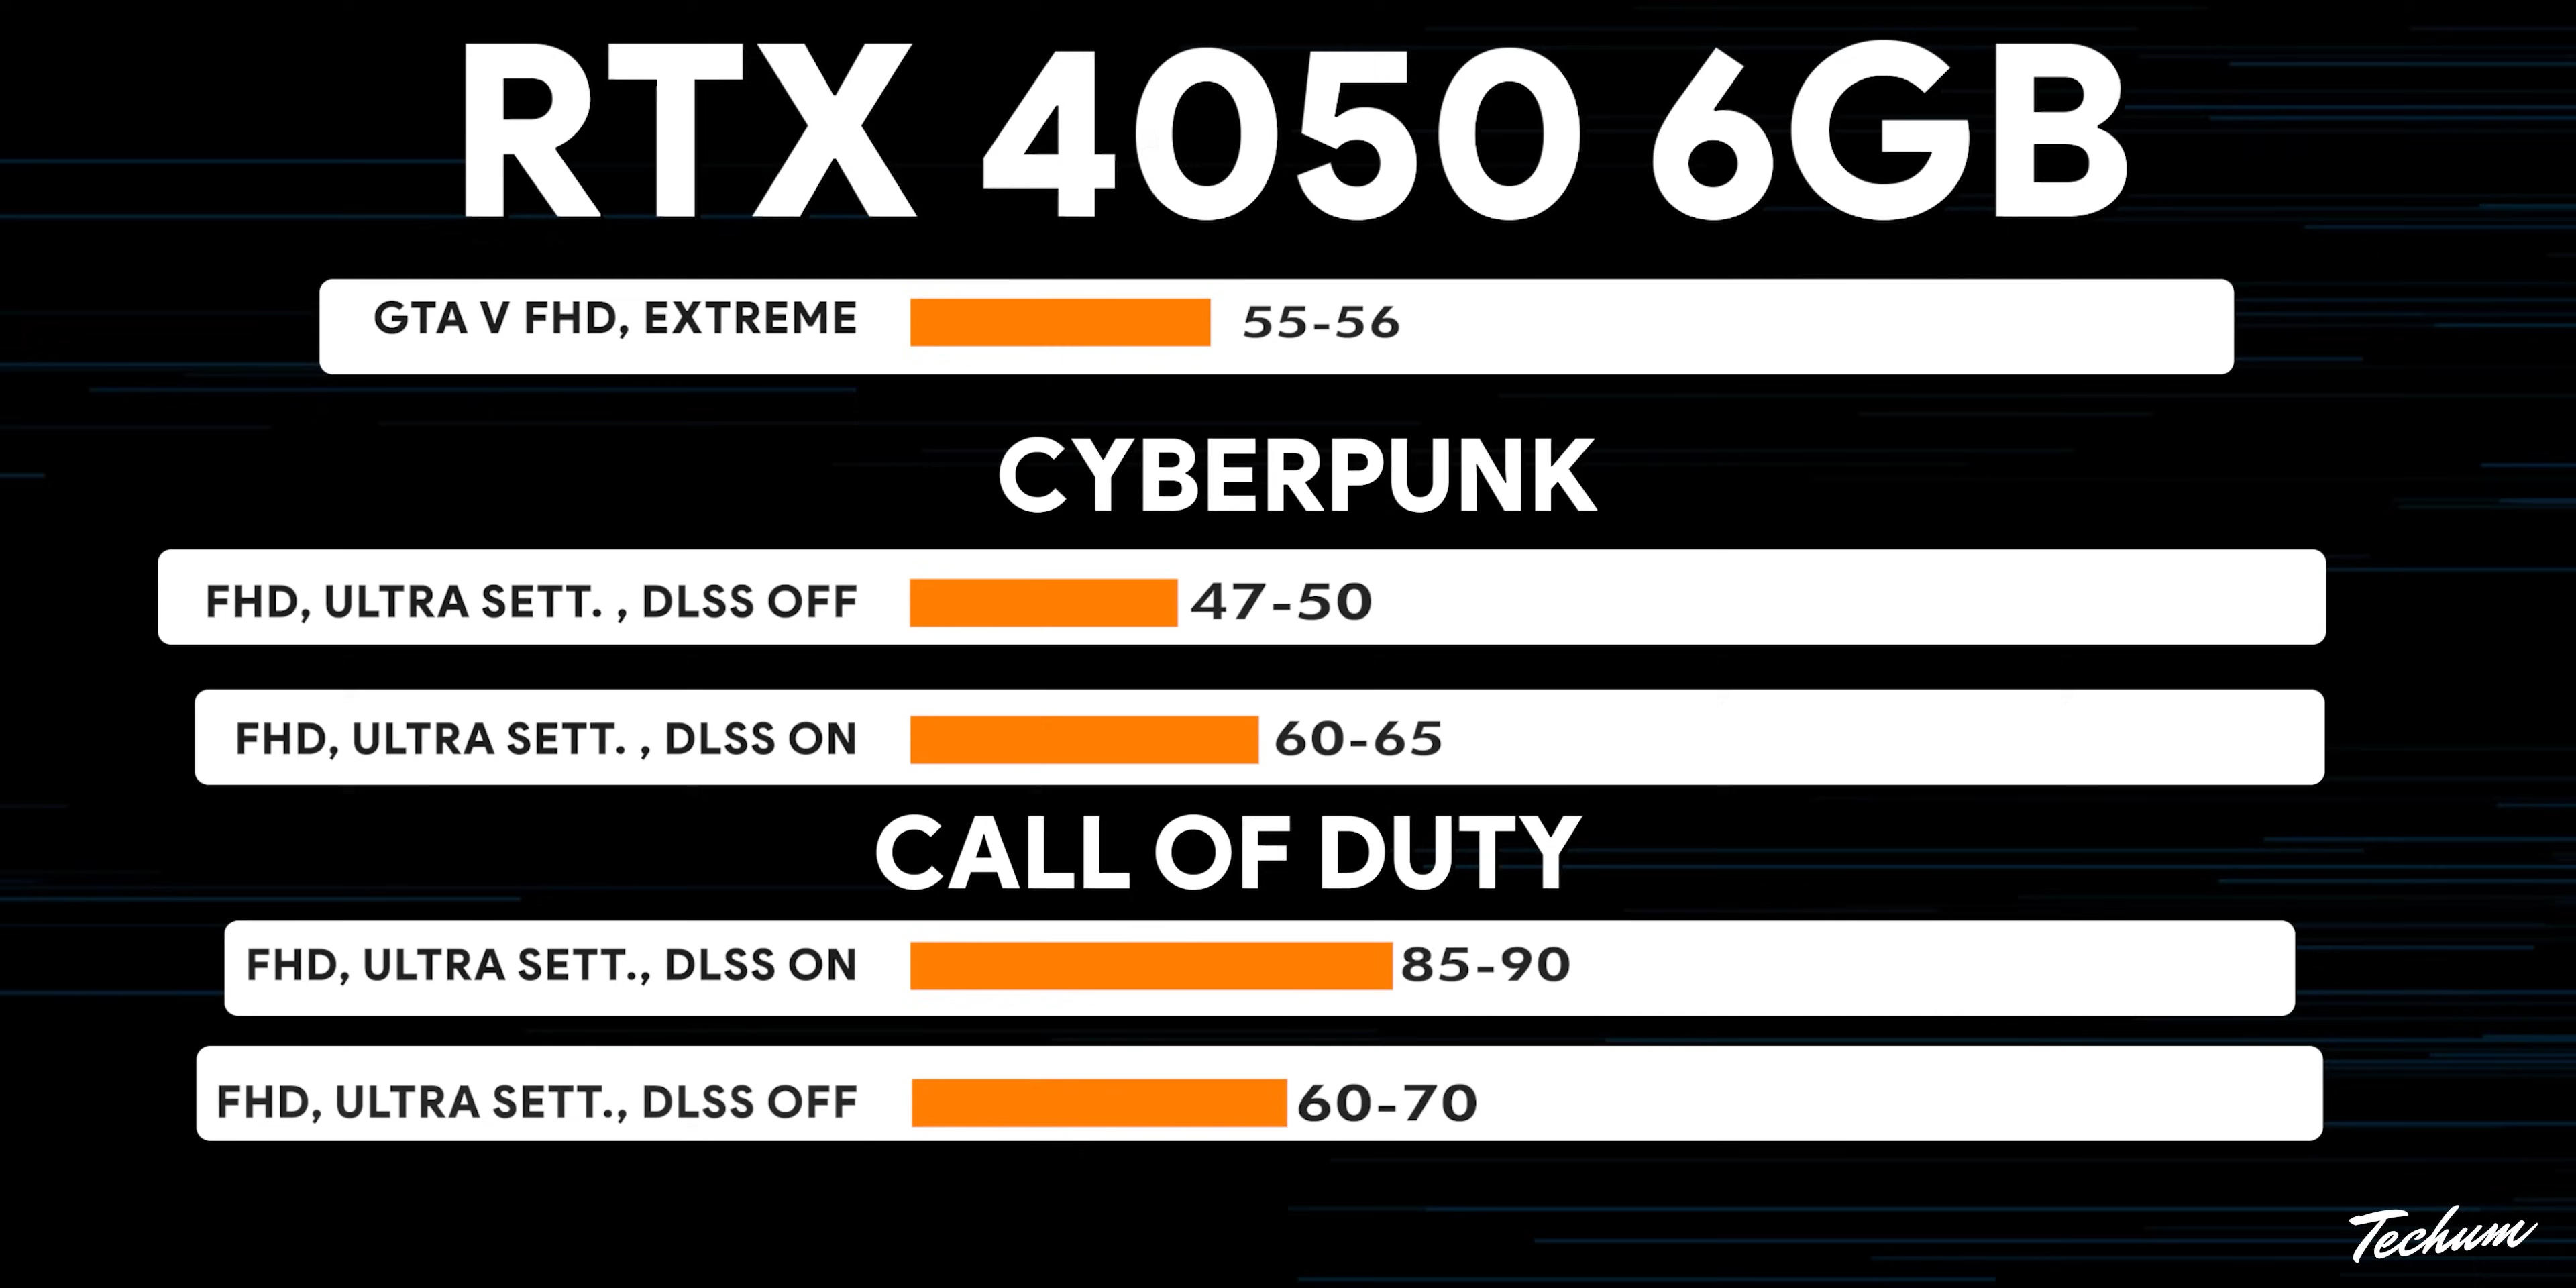 RTX 4050 6GB
GTA V FHD, EXTREME 55-56
CYBERPUNK
FHD, ULTRA SETT. , DLSS OFF 47-50
FHD, ULTRA SETT. , DLSS ON 60-65
CALL OF DUTY
FHD, ULTRA SETT., DLSS ON 85-90
FHD, ULTRA SETT., DLSS OFF 60-70
Techum